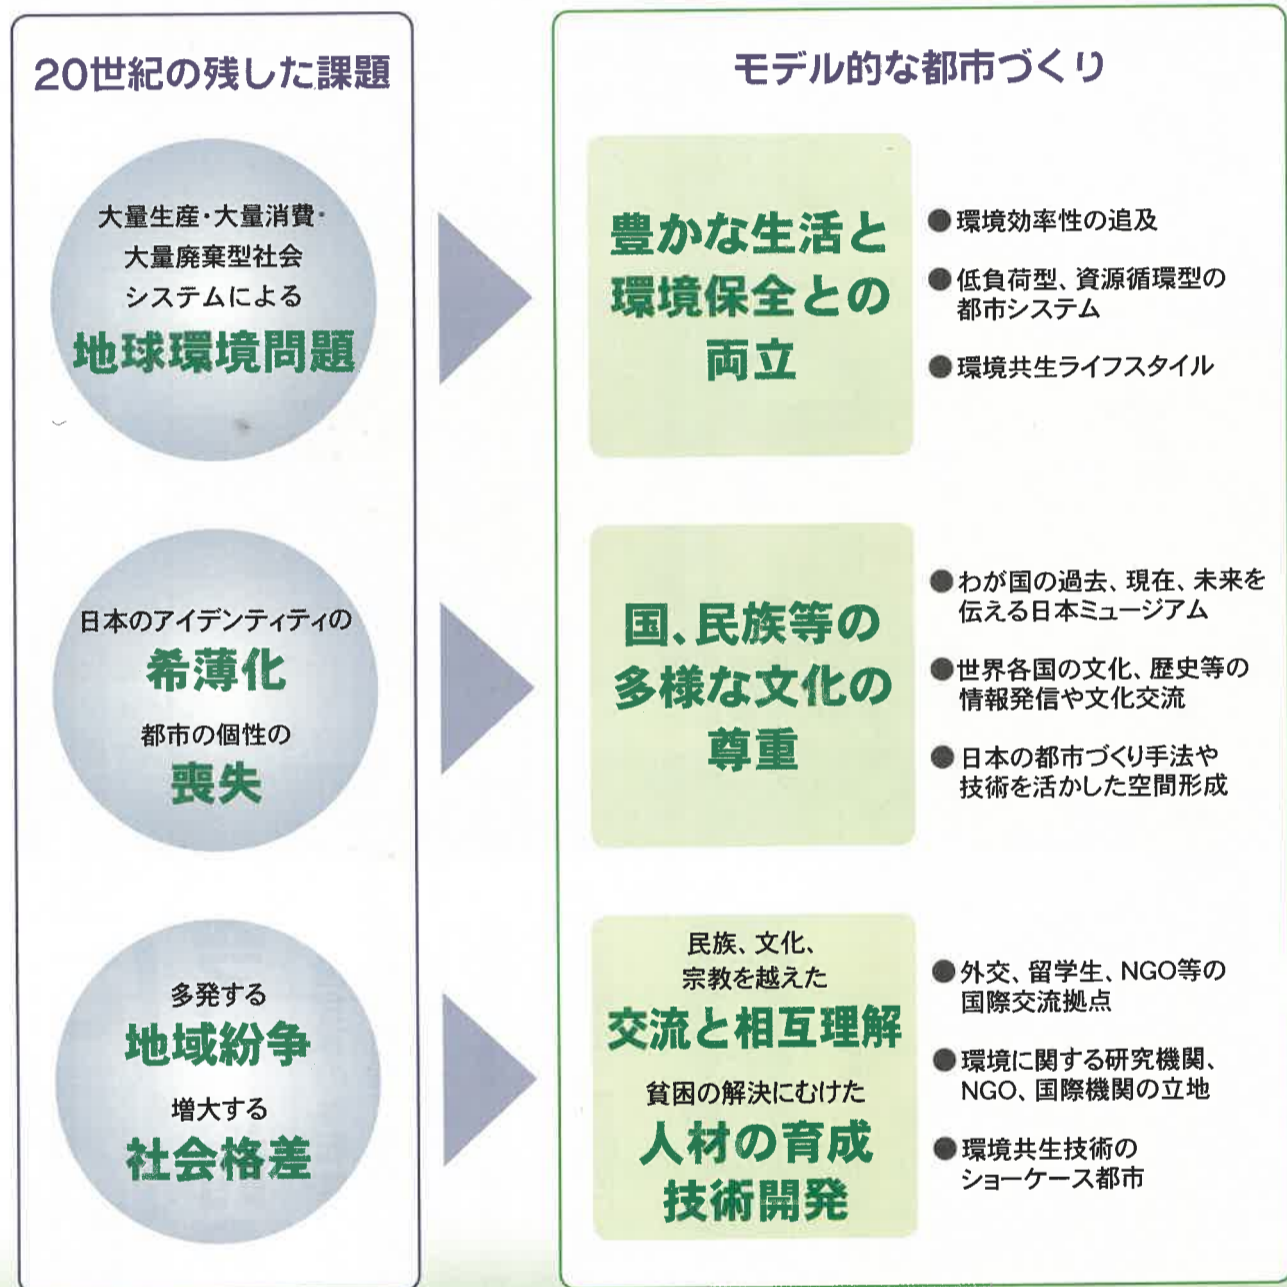 20世紀の残した課題
大量生産・大量消費・
大量廃棄型社会
システムによる
地球環境問題
日本のアイデンティティの
希薄化
都市の個性の
喪失
多発する
地域紛争
増大する
社会格差
モデル的な都市づくり
豊かな生活と
環境保全との
両立
●環境効率性の追及
●低負荷型、資源循環型の
都市システム
●環境共生ライフスタイル
国、民族等の
多様な文化の
尊重
●わが国の過去、現在、未来を
伝える日本ミュージアム
●世界各国の文化、歴史等の
情報発信や文化交流
●日本の都市づくり手法や
技術を活かした空間形成
民族、文化、
宗教を越えた
交流と相互理解
貧困の解決にむけた
人材の育成
技術開発
●外交、留学生、NGO等の
国際交流拠点
●環境に関する研究機関、
NGO、国際機関の立地
●環境共生技術の
ショーケース都市